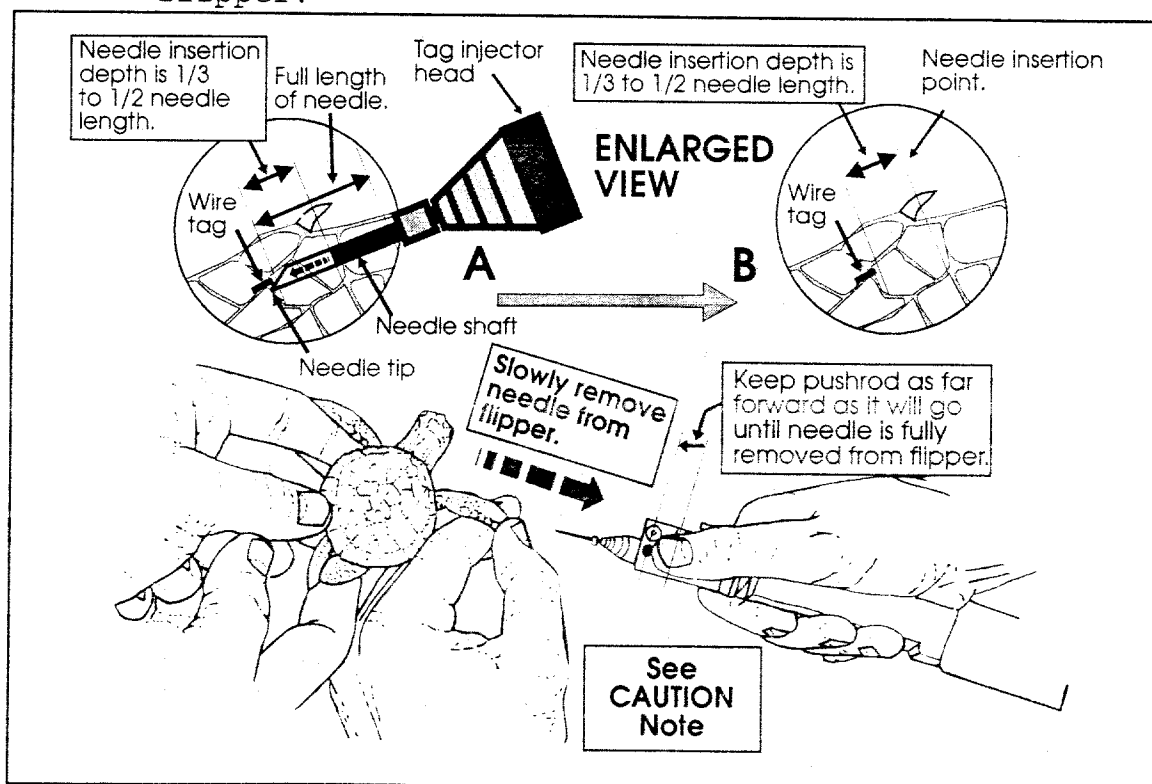 flipper.
Needle insertion
depth is 1/3
to 1/2 needle
length.
Full length
of needle.
Tag injector
head
Needle insertion depth is
1/3 to 1/2 needle length.
Needle insertion
point.
ENLARGED
VIEW
Wire
tag
Wire
tag
A
B
Needle shaft
Needle tip
Slowly remove
needle from
flipper.
Keep pushrod as far
forward as it will go
until needle is fully
removed from flipper.
P
See
CAUTION
Note